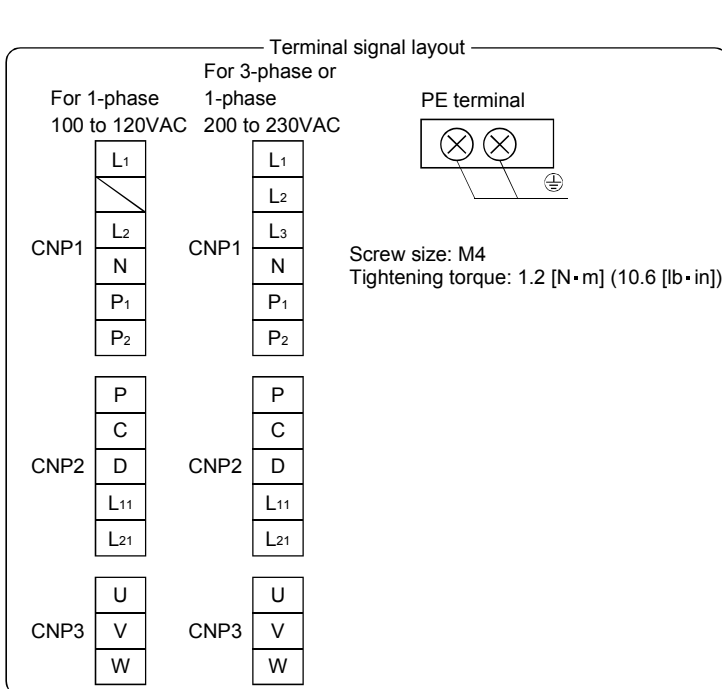 Terminal signal layout
For 1-phase
100 to 120VAC
For 3-phase or
1-phase
200 to 230VAC
PE terminal
CNP1
L1
L2
N
P1
P2
CNP1
L1
L2
L3
N
P1
P2
Screw size: M4
Tightening torque: 1.2 [N▪m] (10.6 [lb▪in])
CNP2
P
C
D
L11
L21
CNP2
P
C
D
L11
L21
CNP3
U
V
W
CNP3
U
V
W